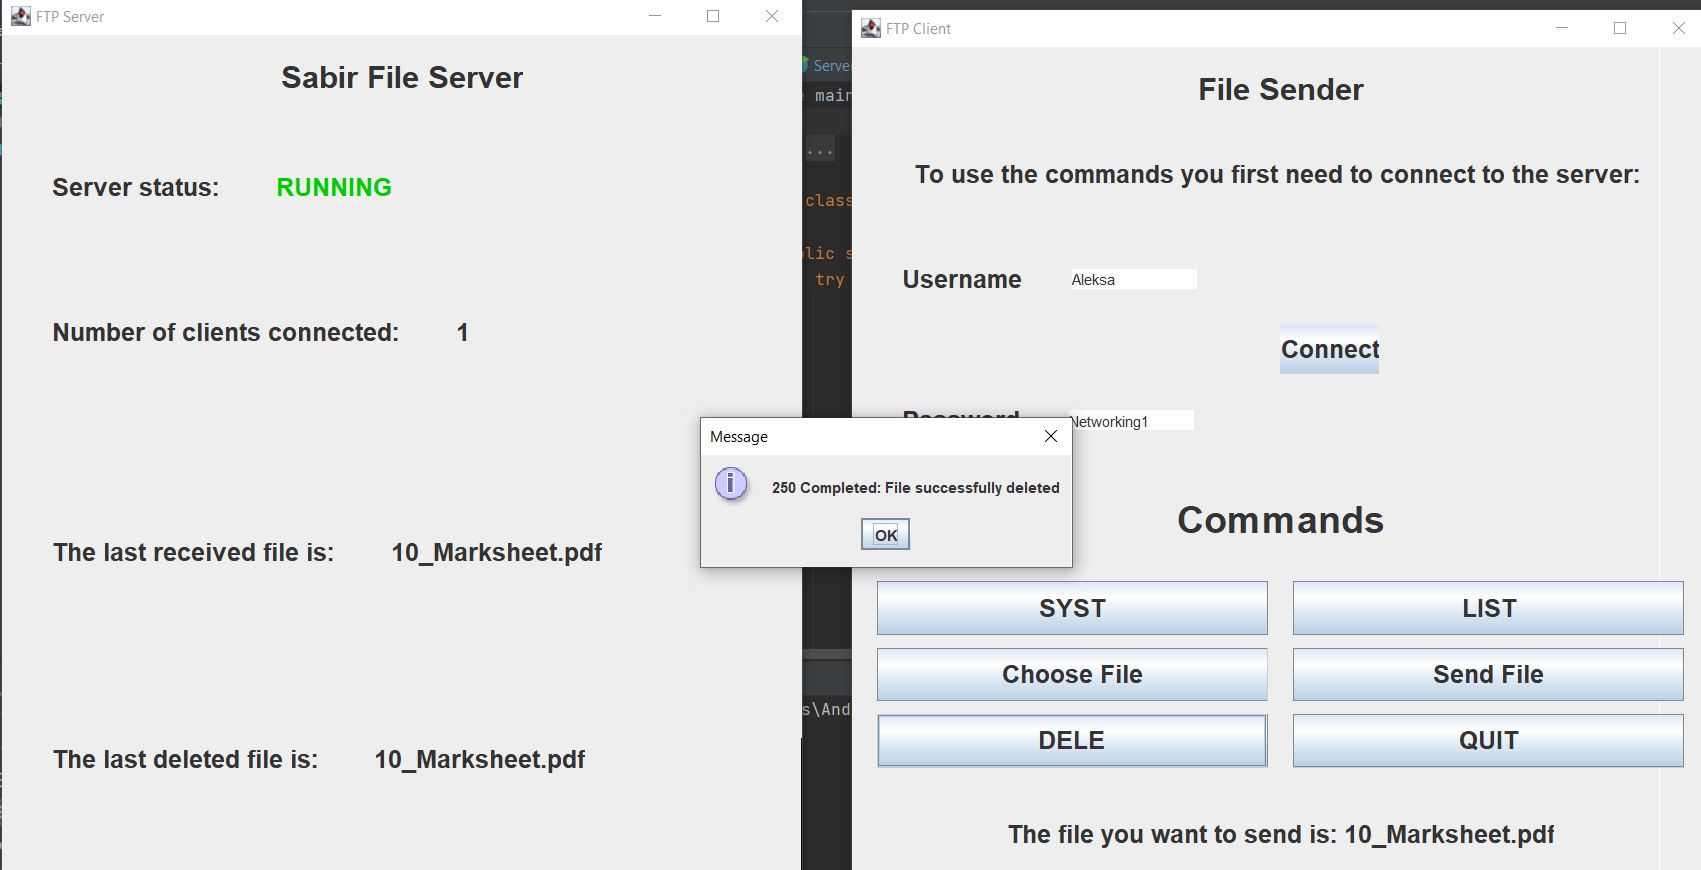 FTP Server
Sabir File Server
Server status: RUNNING
Number of clients connected: 1
The last received file is: 10_Marksheet.pdf
The last deleted file is: 10_Marksheet.pdf
Server
main
...
class
lic s
try
s\And
Message
250 Completed: File successfully deleted
OK
FTP Client
File Sender
To use the commands you first need to connect to the server:
Username Aleksa
Connect
Password Networking1
Commands
SYST LIST
Choose File Send File
DELE QUIT
The file you want to send is: 10_Marksheet.pdf